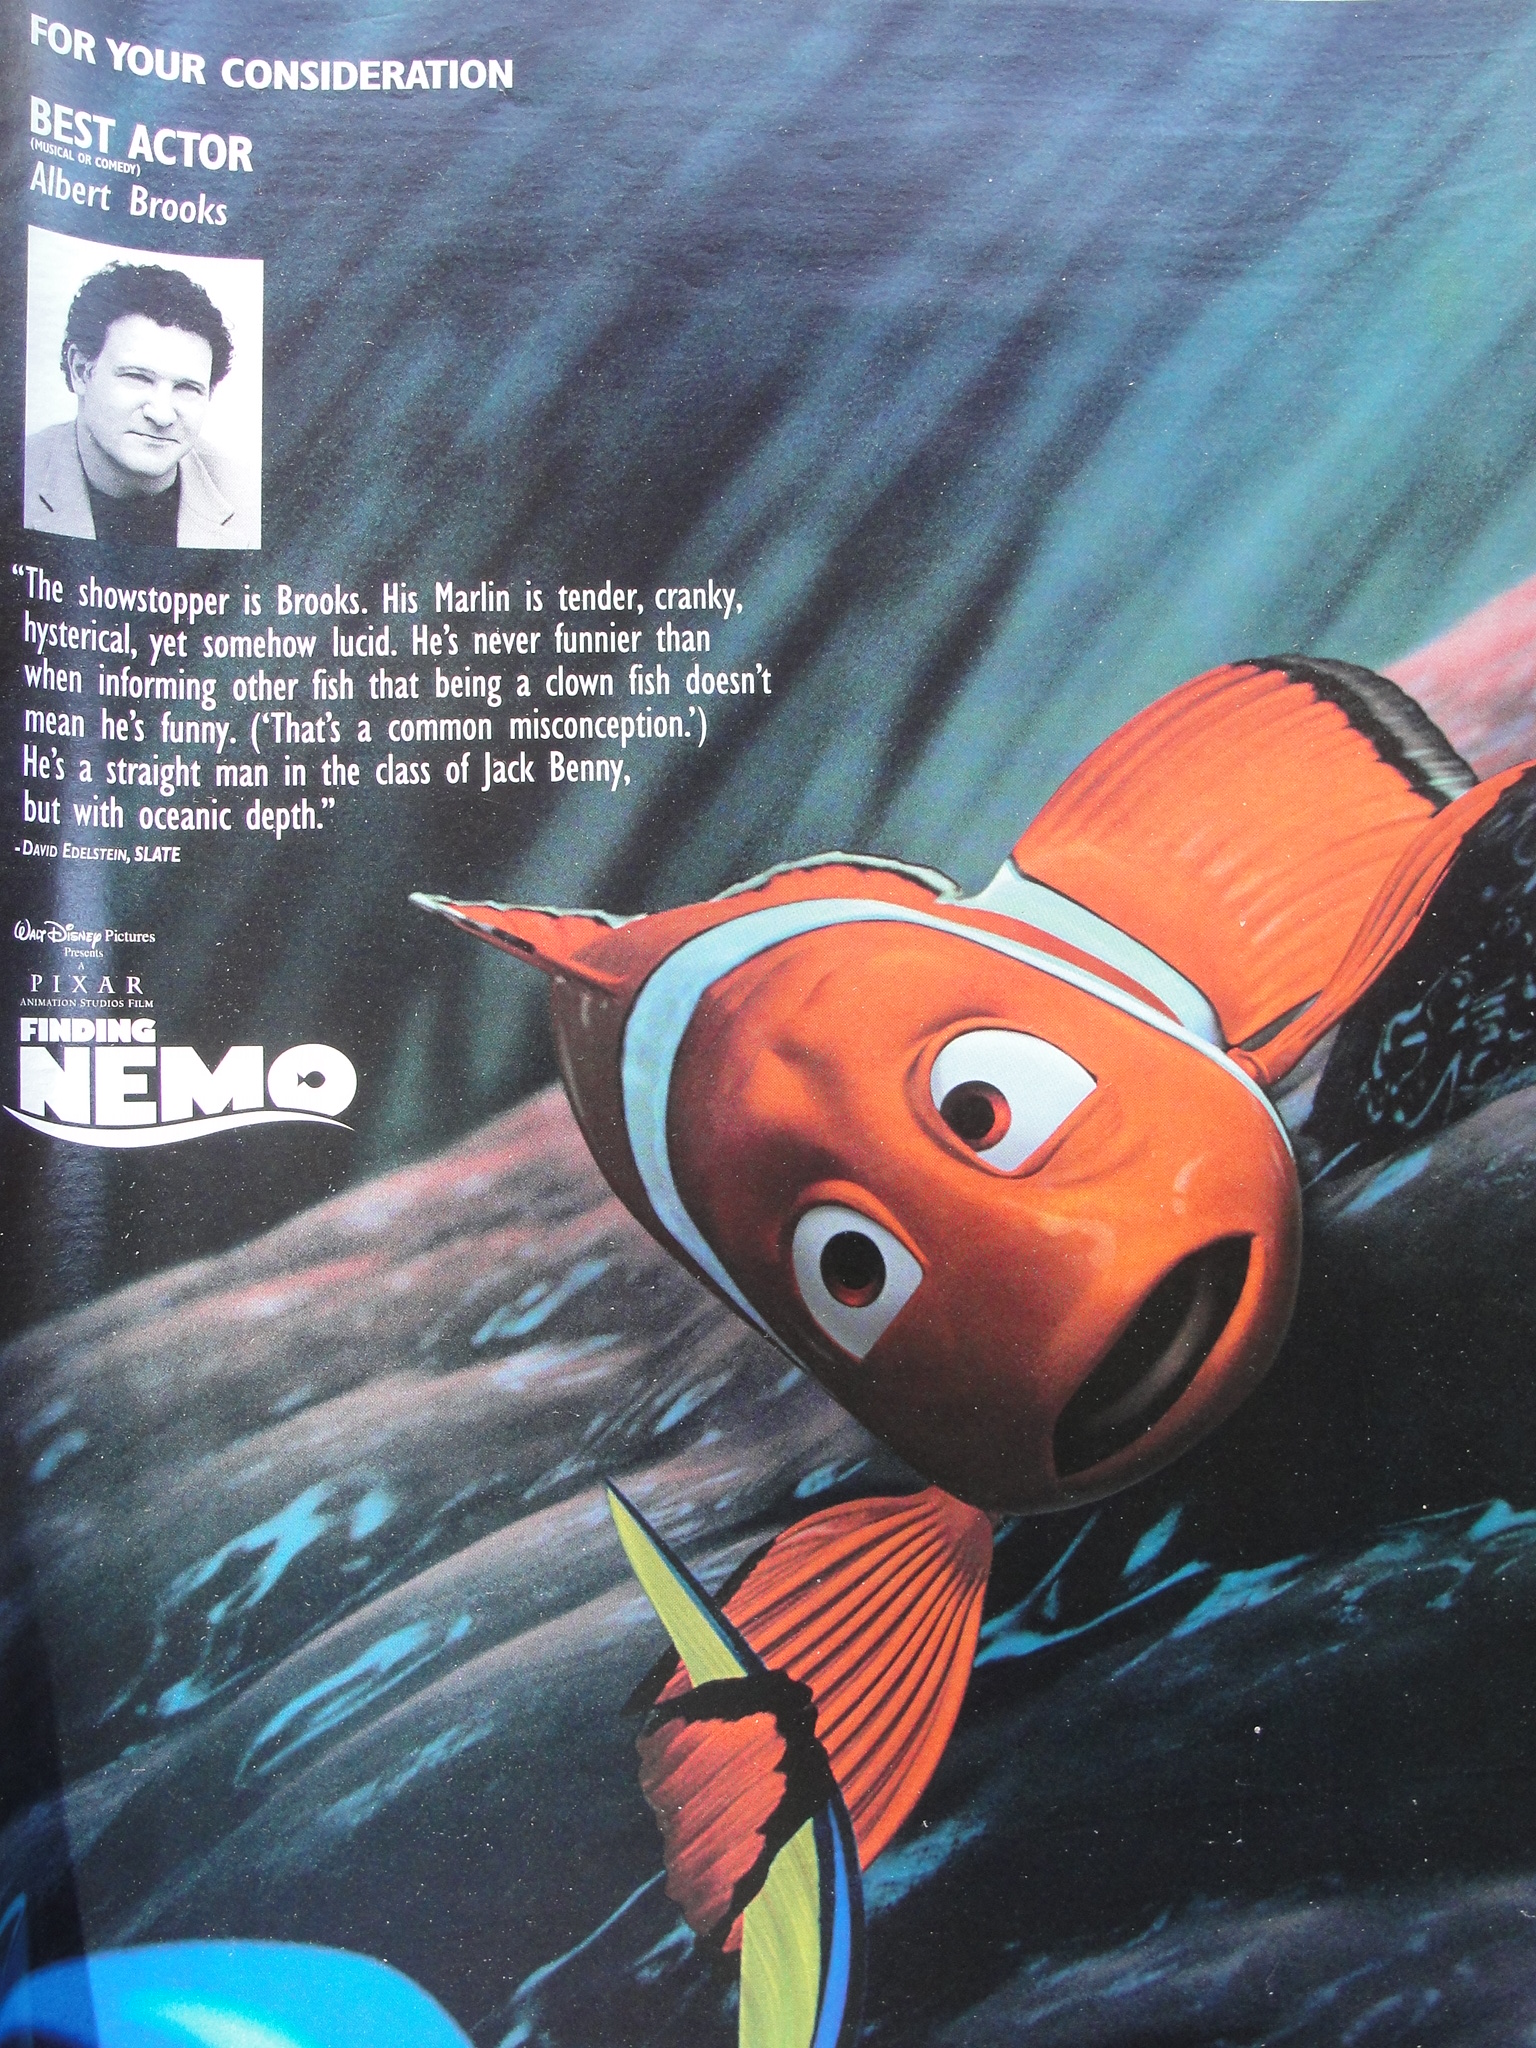 FOR YOUR CONSIDERATION
BEST ACTOR
(MUSICAL OR COMEDY)
Albert Brooks
“The showstopper is Brooks. His Marlin is tender, cranky,
hysterical, yet somehow lucid. He’s never funnier than
when informing other fish that being a clown fish doesn’t
mean he’s funny. (‘That’s a common misconception.’)
He’s a straight man in the class of Jack Benny,
but with oceanic depth.”
-DAVID EDELSTEIN, SLATE
WALT DISNEY Pictures
Presents
A
PIXAR
ANIMATION STUDIOS FILM
FINDING
NEMO